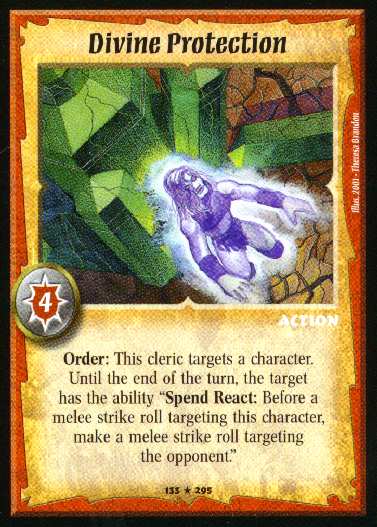 Divine Protection
Illus. 2001 - Theresa Brandon
4
ACTION
Order: This cleric targets a character.
Until the end of the turn, the target
has the ability “Spend React: Before a
melee strike roll targeting this character,
make a melee strike roll targeting
the opponent.”
133 ★ 295